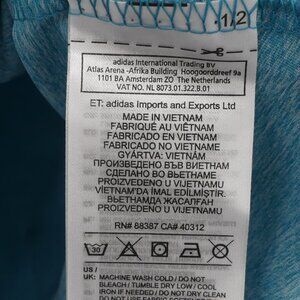 1/2
adidas International Trading BV
Atlas Arena -Afrika Building Hoogoorddreef 9a
1101 BA Amsterdam ZO The Netherlands
VAT NO. NL 8073.01.322.B.01
ET: adidas Imports and Exports Ltd
MADE IN VIETNAM
FABRIQUÉ AU VIÊTNAM
FABRICADO EN VIETNAM
FABRICADO NO VIETNAME
GYÁRTVA: VIETNÁM
ПРОИЗВЕДЕНО ВЪВ ВИЕТНАМ
СДЕЛАНО ВО ВЬЕТНАМЕ
PROIZVEDENO U VIJETNAMU
VIETNAM'DA İMAL EDİLMİŞTİR.
ВЬЕТНАМДА ЖАСАЛҒАН
PROIZVEDENO U VIJETNAMU
RN# 88387 CA# 40312
30
US /
UK: MACHINE WASH COLD / DO NOT
BLEACH / TUMBLE DRY LOW / COOL
IRON IF NEEDED / DO NOT DRY CLEAN